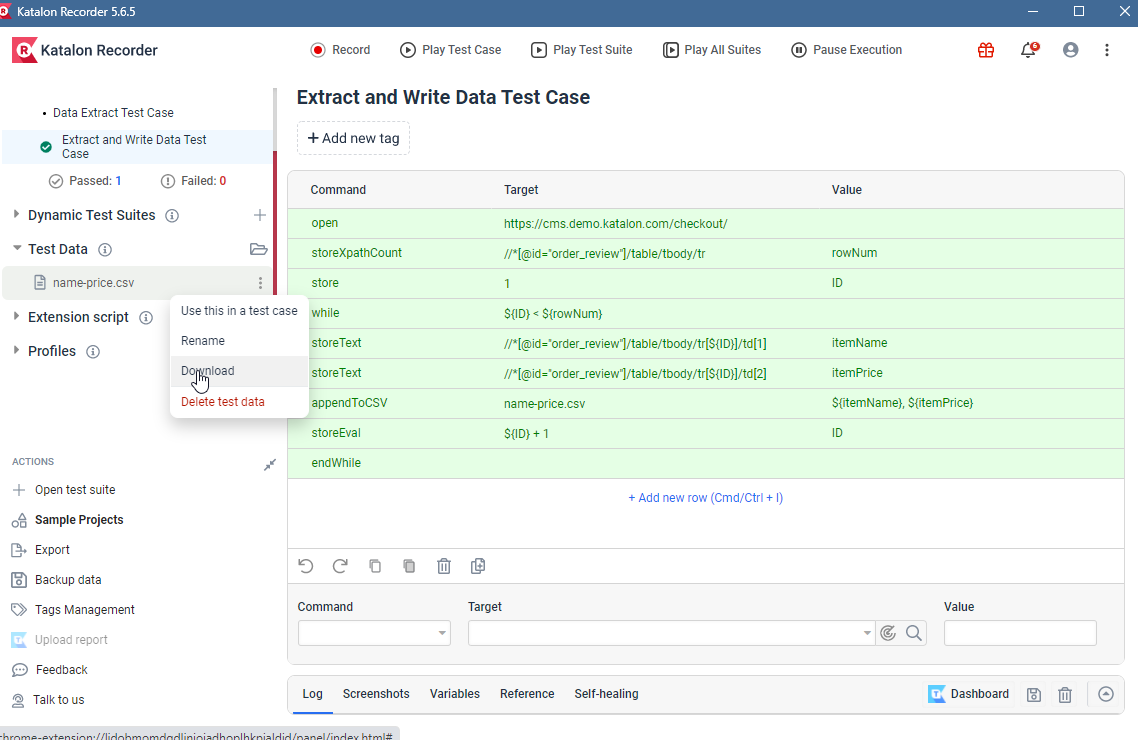 Katalon Recorder 5.6.5
Katalon Recorder
Record
Play Test Case
Play Test Suite
Play All Suites
Pause Execution
6
Data Extract Test Case
Extract and Write Data Test
Case
Passed: 1
Failed: 0
Dynamic Test Suites
Test Data
name-price.csv
Extension script
Profiles
Use this in a test case
Rename
Download
Delete test data
ACTIONS
Open test suite
Sample Projects
Export
Backup data
Tags Management
Upload report
Feedback
Talk to us
Extract and Write Data Test Case
+ Add new tag
Command Target Value
open https://cms.demo.katalon.com/checkout/
storeXpathCount //*[@id="order_review"]/table/tbody/tr rowNum
store 1 ID
while ${ID} < ${rowNum}
storeText //*[@id="order_review"]/table/tbody/tr[${ID}]/td[1] itemName
storeText //*[@id="order_review"]/table/tbody/tr[${ID}]/td[2] itemPrice
appendToCSV name-price.csv ${itemName}, ${itemPrice}
storeEval ${ID} + 1 ID
endWhile
+ Add new row (Cmd/Ctrl + I)
Command Target Value
Log Screenshots Variables Reference Self-healing
Dashboard